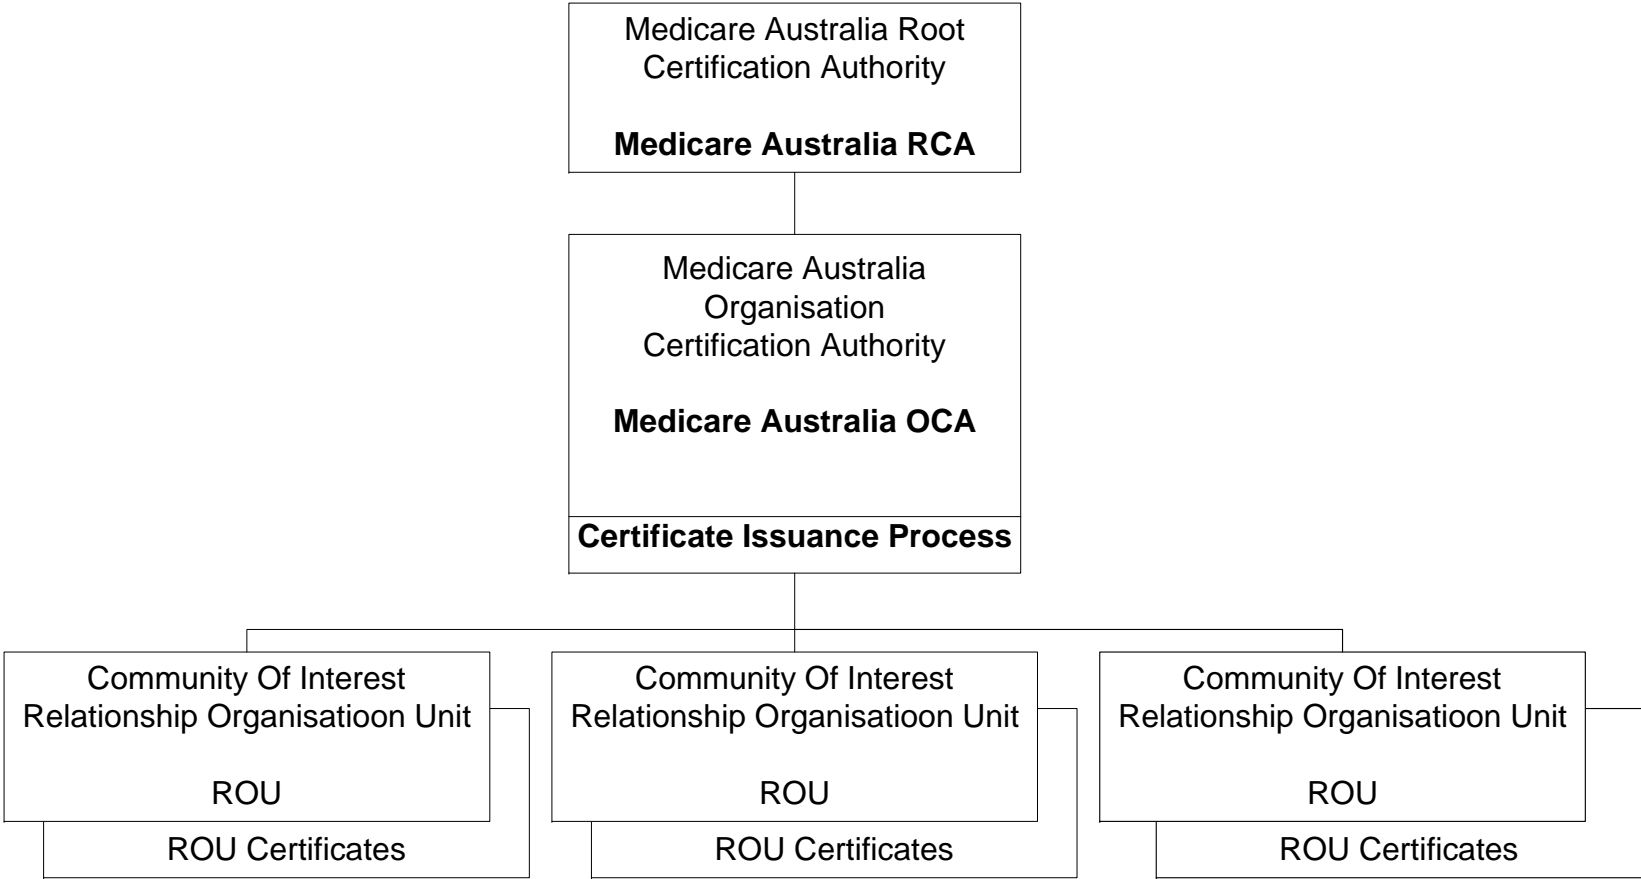 Medicare Australia Root
Certification Authority
Medicare Australia RCA
Medicare Australia
Organisation
Certification Authority
Medicare Australia OCA
Certificate Issuance Process
Community Of Interest
Relationship Organisatioon Unit
ROU
ROU Certificates
Community Of Interest
Relationship Organisatioon Unit
ROU
ROU Certificates
Community Of Interest
Relationship Organisatioon Unit
ROU
ROU Certificates